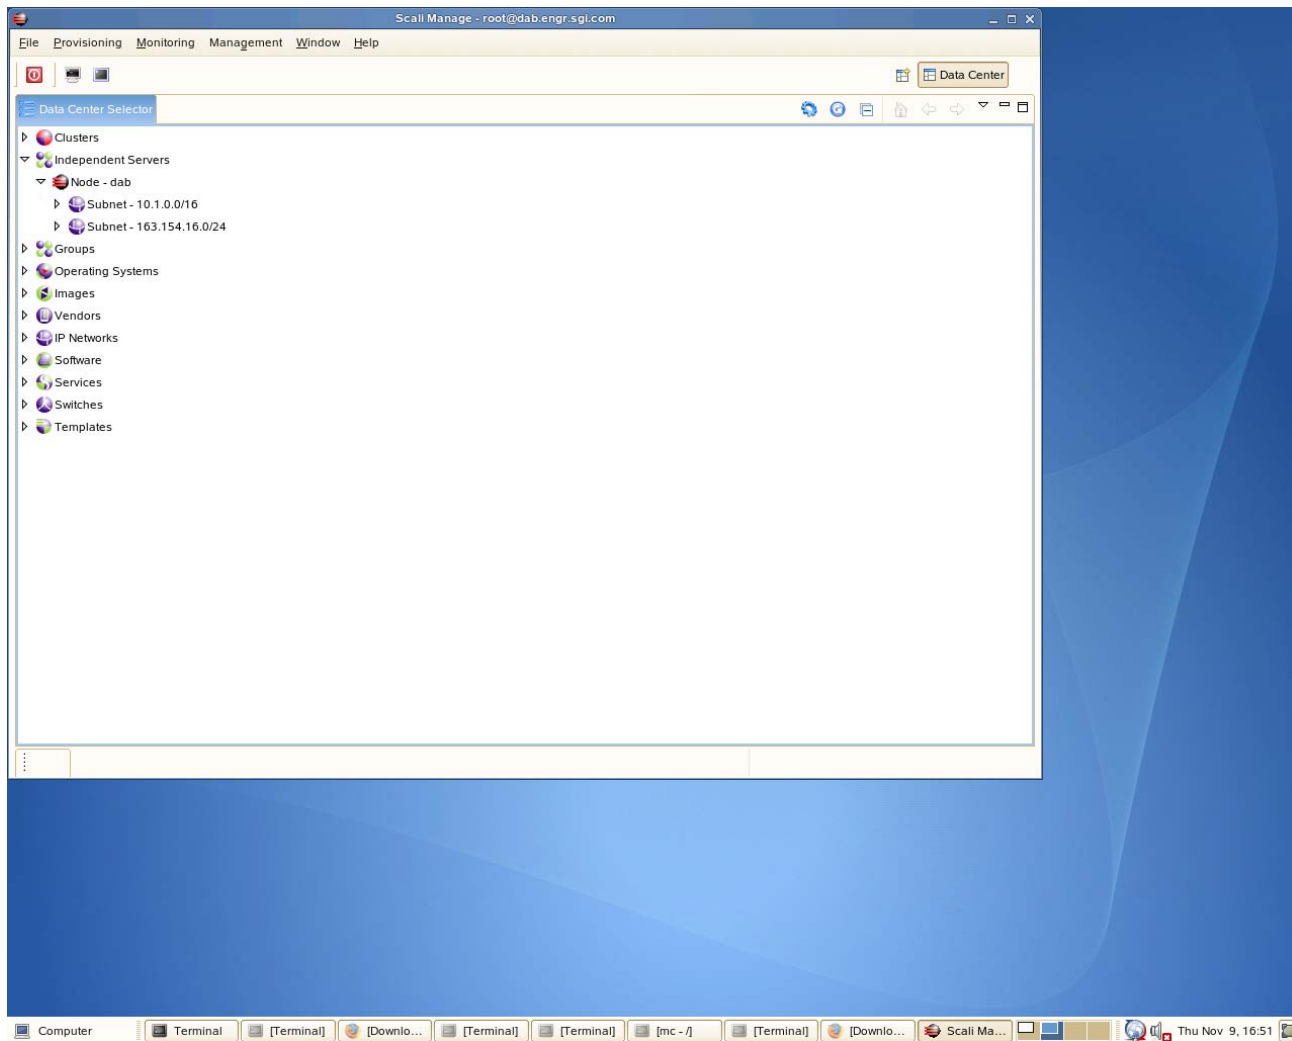 Scali Manage - root@dab.engr.sgi.com
File Provisioning Monitoring Management Window Help
Data Center
Data Center Selector
Clusters
Independent Servers
Node - dab
Subnet - 10.1.0.0/16
Subnet - 163.154.16.0/24
Groups
Operating Systems
Images
Vendors
IP Networks
Software
Services
Switches
Templates
Computer Terminal [Terminal] [Downlo... [Terminal] [Terminal] [mc - /] [Terminal] [Downlo... Scali Ma... Thu Nov 9, 16:51